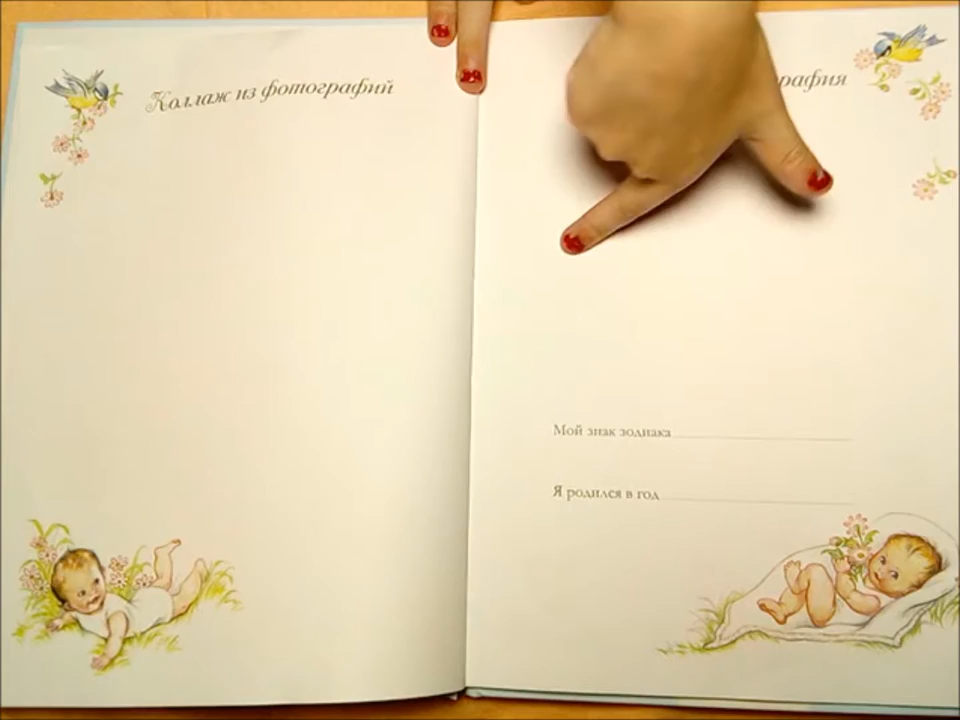 Коллаж из фотографий
Мой знак зодиака
Я родился в год